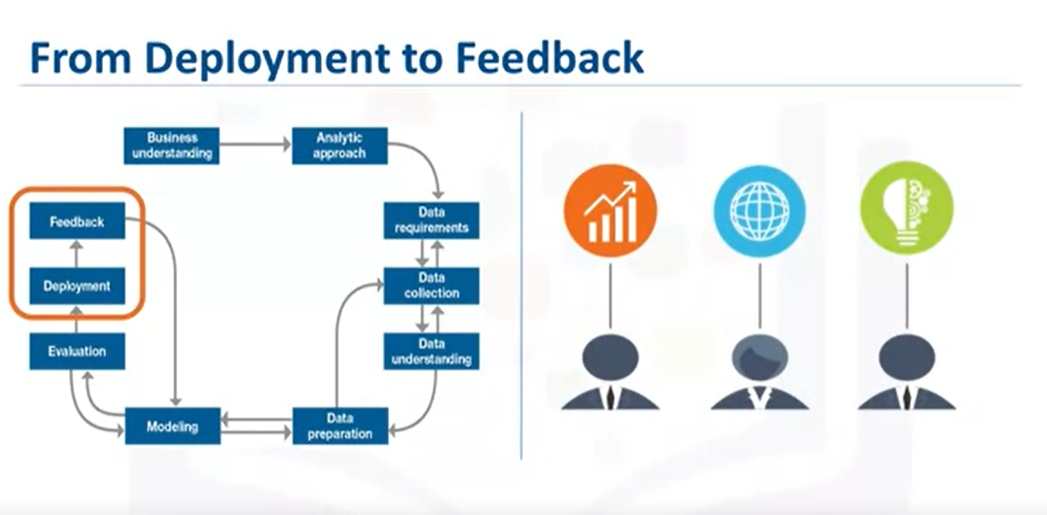 From Deployment to Feedback
Business
understanding
Analytic
approach
Feedback
Data
requirements
Deployment
Data
collection
Evaluation
Data
understanding
Modeling
Data
preparation